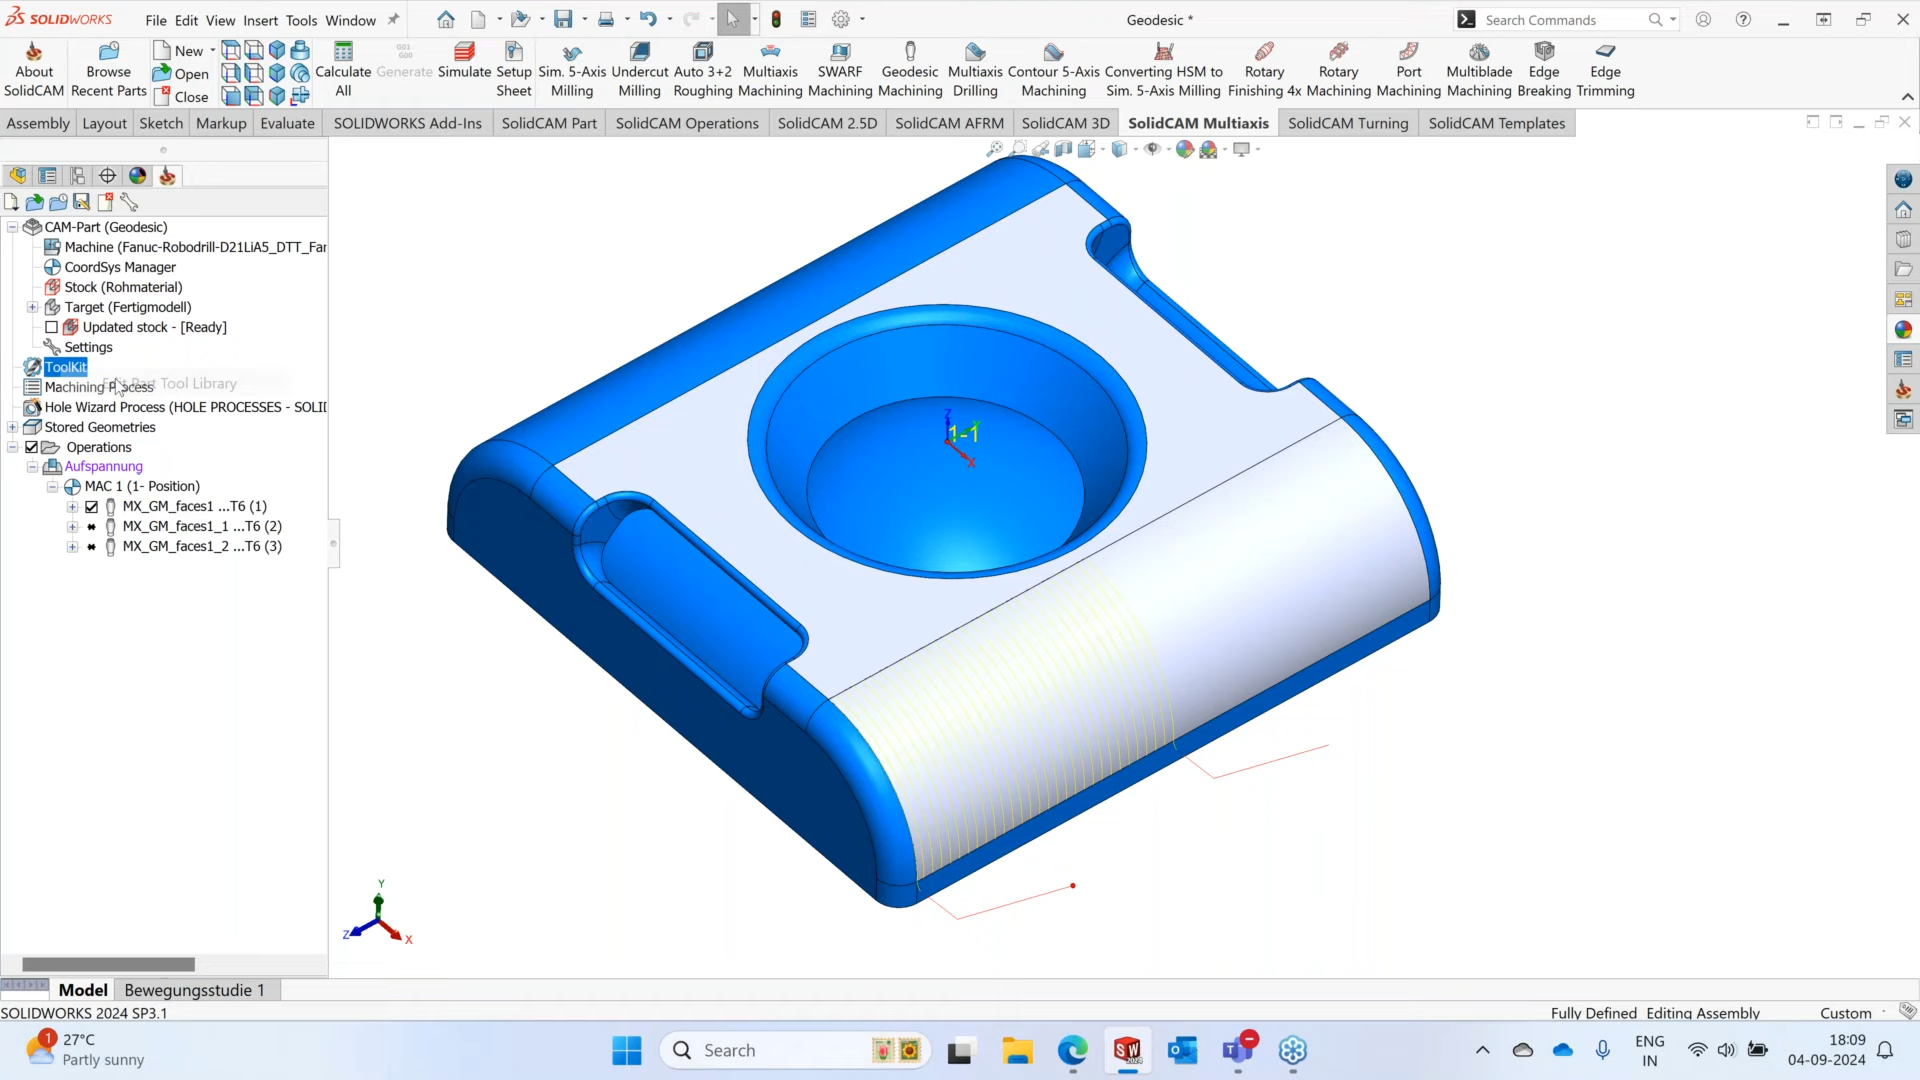 SOLIDWORKS File Edit View Insert Tools Window Geodesic * Search Commands
About SolidCAM
Browse Recent Parts
New
Open
Close
Calculate All
G01
G00
Generate
Simulate
Setup Sheet
Sim. 5-Axis Milling
Undercut Milling
Auto 3+2 Roughing
Multiaxis Machining
SWARF Machining
Geodesic Machining
Multiaxis Drilling
Contour 5-Axis Machining
Converting HSM to Sim. 5-Axis Milling
Rotary Finishing 4x
Rotary Machining
Port Machining
Multiblade Machining
Edge Breaking
Edge Trimming
Assembly Layout Sketch Markup Evaluate SOLIDWORKS Add-Ins SolidCAM Part SolidCAM Operations SolidCAM 2.5D SolidCAM AFRM SolidCAM 3D SolidCAM Multiaxis SolidCAM Turning SolidCAM Templates
CAM-Part (Geodesic)
Machine (Fanuc-Robodrill-D21LiA5_DTT_Far
CoordSys Manager
Stock (Rohmaterial)
Target (Fertigmodell)
Updated stock - [Ready]
Settings
ToolKit
Machining Process
Part Tool Library
Hole Wizard Process (HOLE PROCESSES - SOLI
Stored Geometries
Operations
Aufspannung
MAC 1 (1- Position)
MX_GM_faces1 ...T6 (1)
MX_GM_faces1_1 ...T6 (2)
MX_GM_faces1_2 ...T6 (3)
Z
1-1
X
Y
Z
X
Model Bewegungsstudie 1
SOLIDWORKS 2024 SP3.1 Fully Defined Editing Assembly Custom
1
27°C
Partly sunny
Search
SW
2024
ENG
IN
18:09
04-09-2024